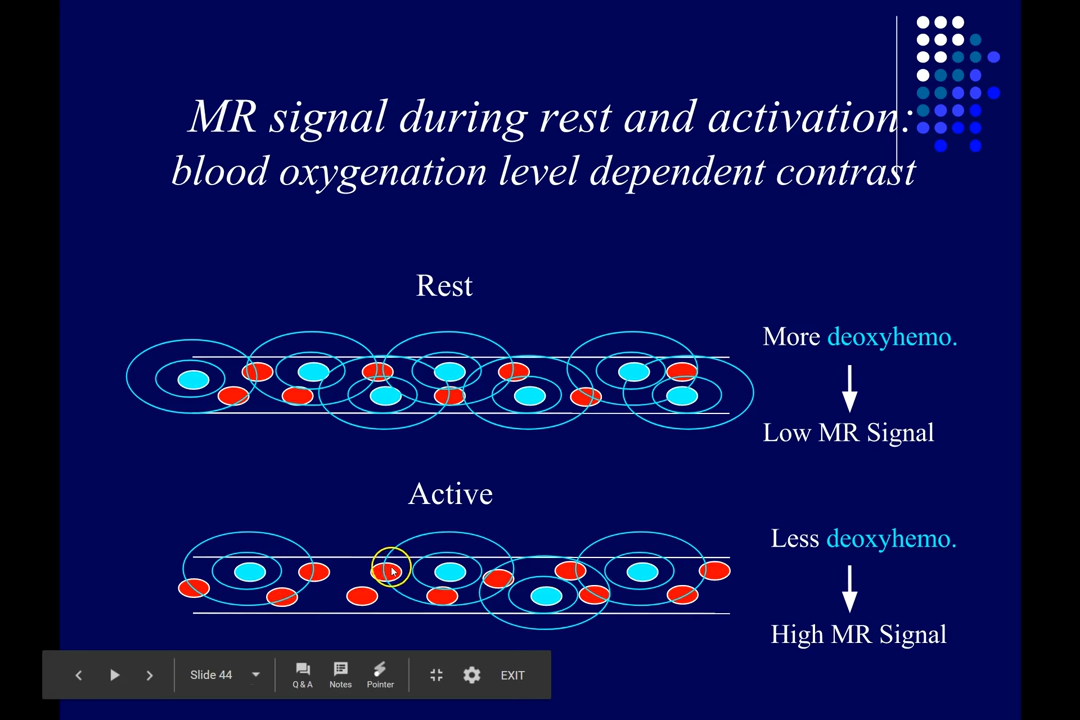 MR signal during rest and activation:
blood oxygenation level dependent contrast
Rest
More deoxyhemo.
Low MR Signal
Active
Less deoxyhemo.
High MR Signal
Slide 44
Q & A
Notes
Pointer
EXIT